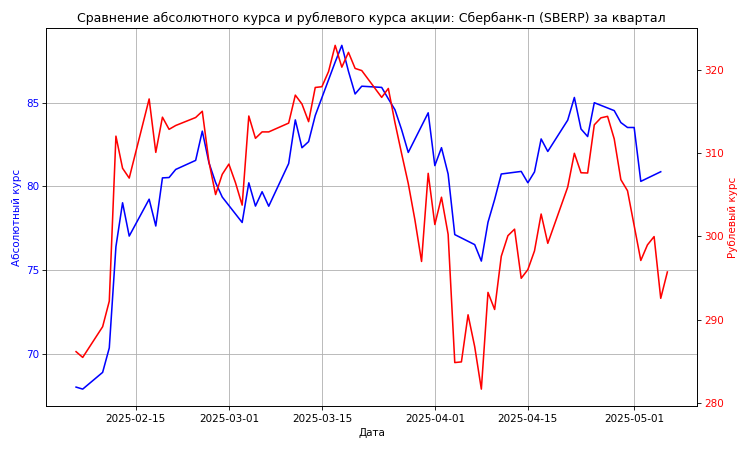 Сравнение абсолютного курса и рублевого курса акции: Сбербанк-п (SBERP) за квартал
Абсолютный курс
85
80
75
70
320
310
300
290
280
Рублевый курс
2025-02-15 2025-03-01 2025-03-15 2025-04-01 2025-04-15 2025-05-01
Дата